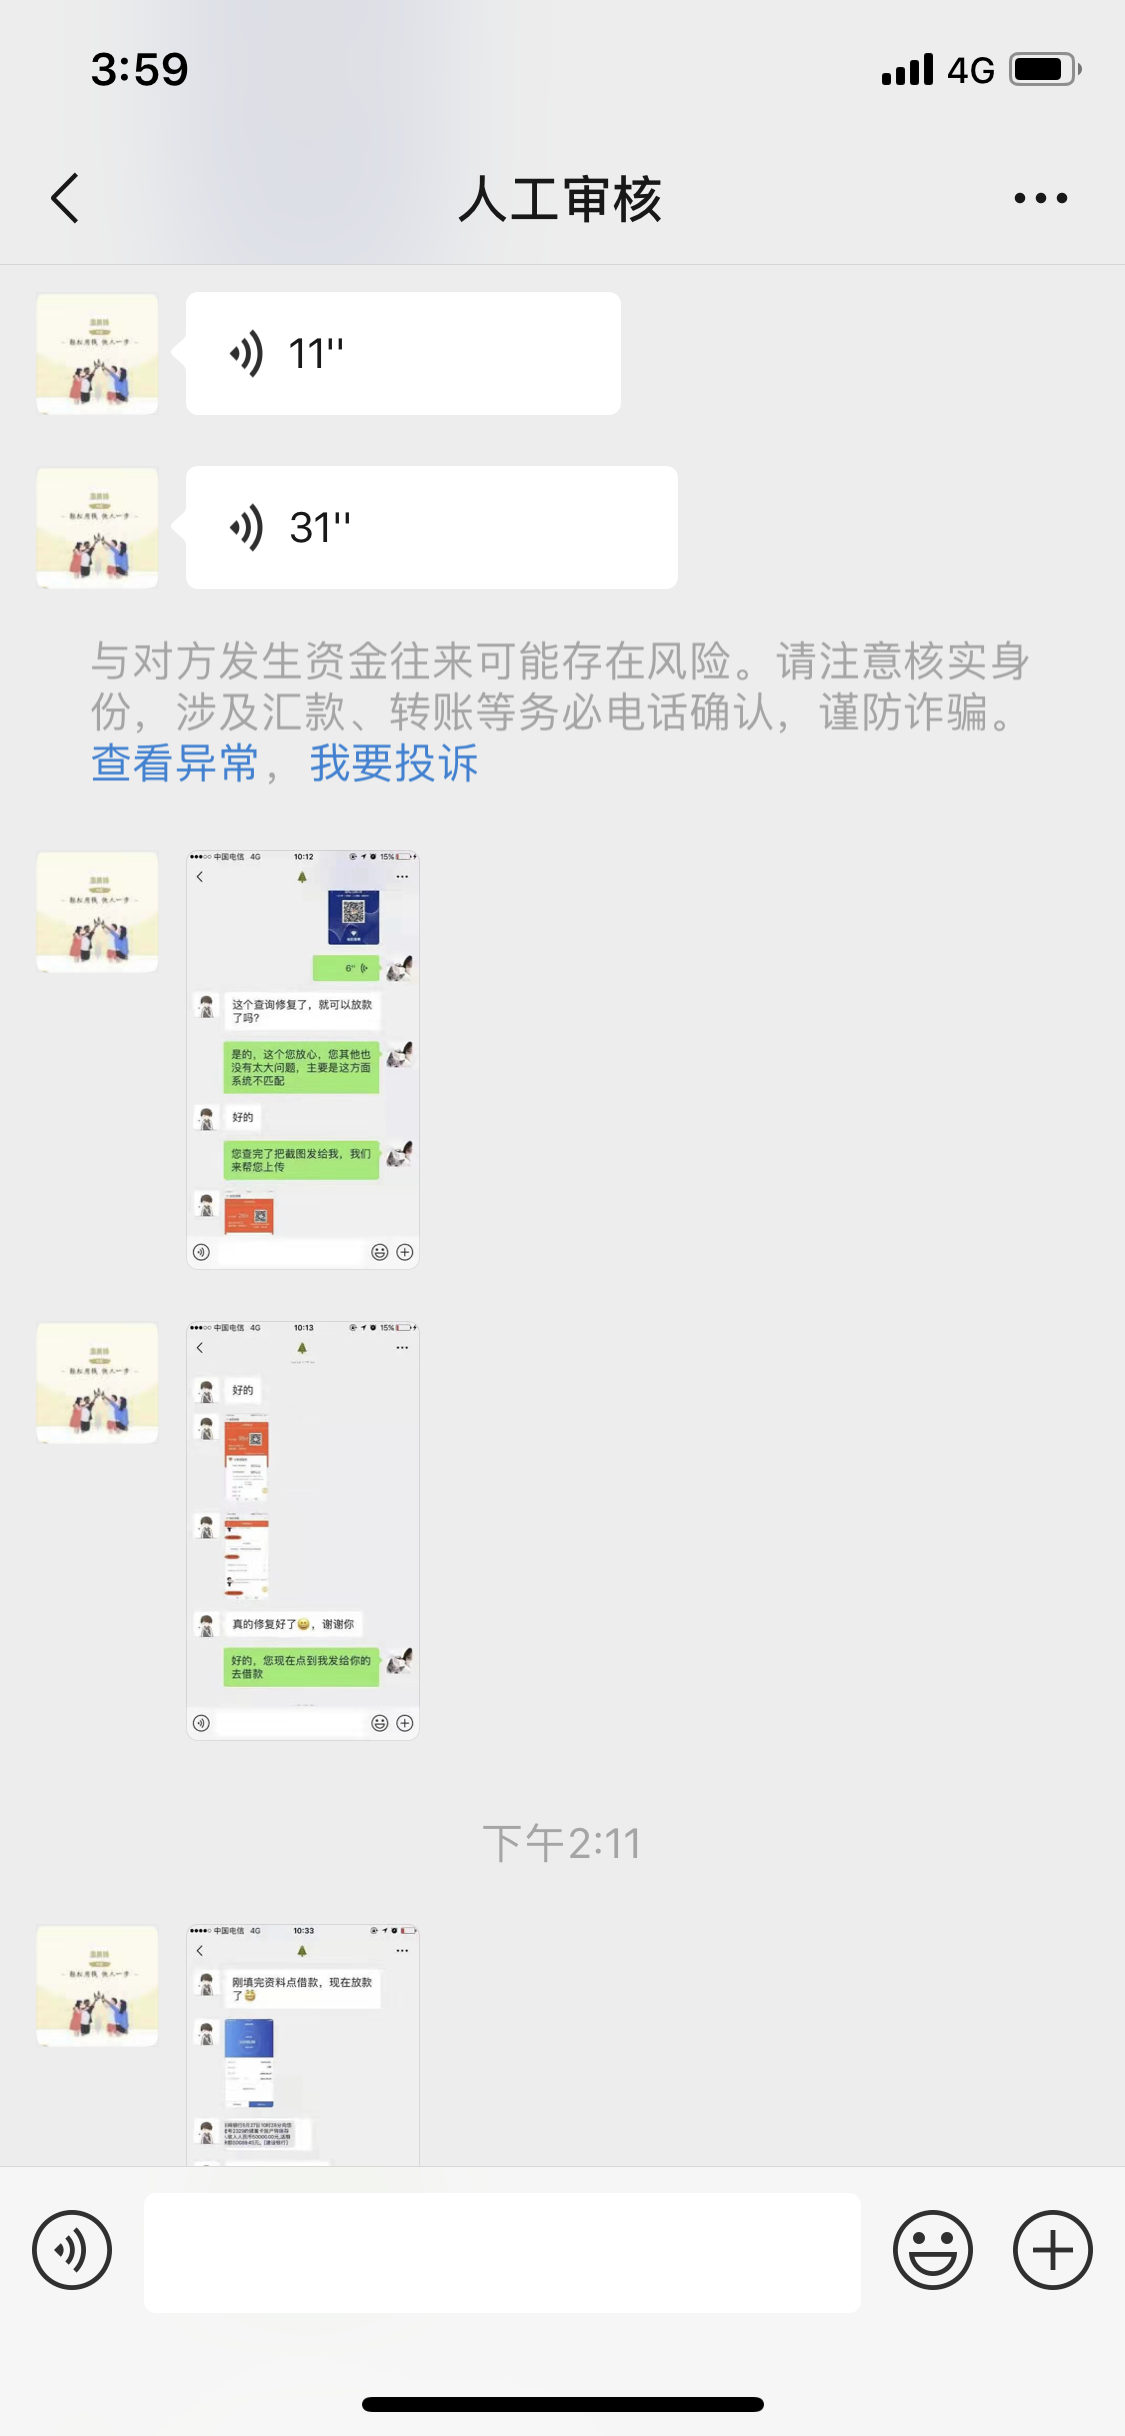 3:59
4G
人工审核
11"
31"
与对方发生资金往来可能存在风险。请注意核实身
份，涉及汇款、转账等务必电话确认，谨防诈骗。
查看异常，我要投诉
中国电信 4G 10:12 15%
6"
这个查询修复了，就可以放款
了吗?
是的，这个您放心，您其他也
没有太大问题，主要是这方面
系统不匹配
好的
您查完了把截图发给我，我们
来帮您上传
中国电信 4G 10:13 15%
好的
真的修复好了😄，谢谢你
好的，您现在点到我发给你的
去借款
下午2:11
中国电信 4G 10:33
刚填完资料点借款，现在放款
了😆